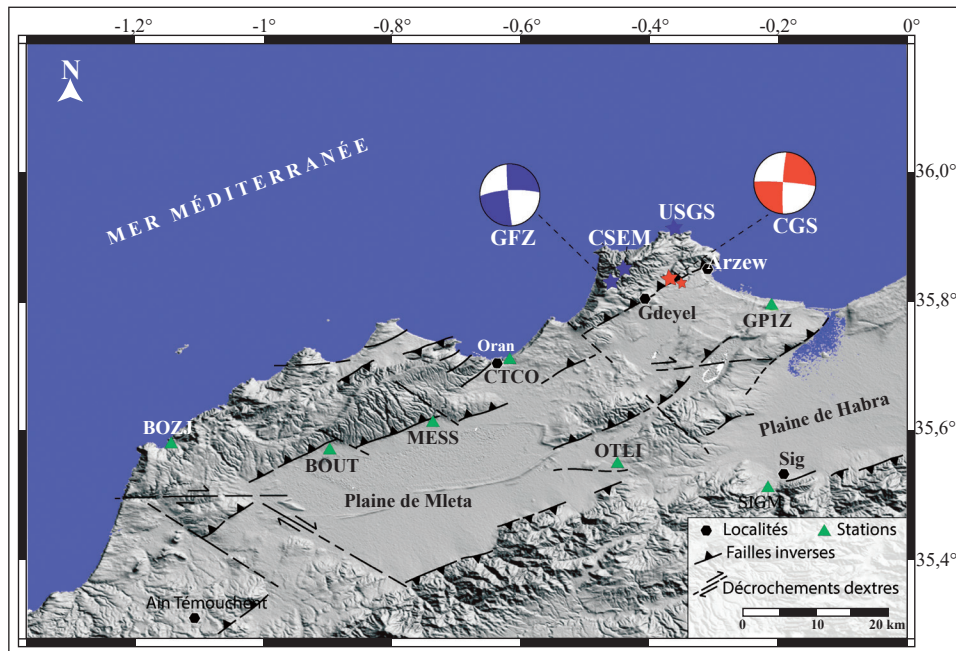 -1,2°
-1°
-0,8°
-0,6°
-0,4°
-0,2°
0°
N
MER MÉDITERRANÉE
36,0°
USGS
GFZ
CSEM
CGS
Arzew
35,8°
Gdeyel
GP1Z
Oran
CTCO
Plaine de Habra
BOZJ
MESS
35,6°
BOUT
OTLI
Sig
Plaine de Mleta
SIGM
Localités
Stations
Failles inverses
35,4°
Décrochements dextres
Ain Témouchent
0
10
20 km